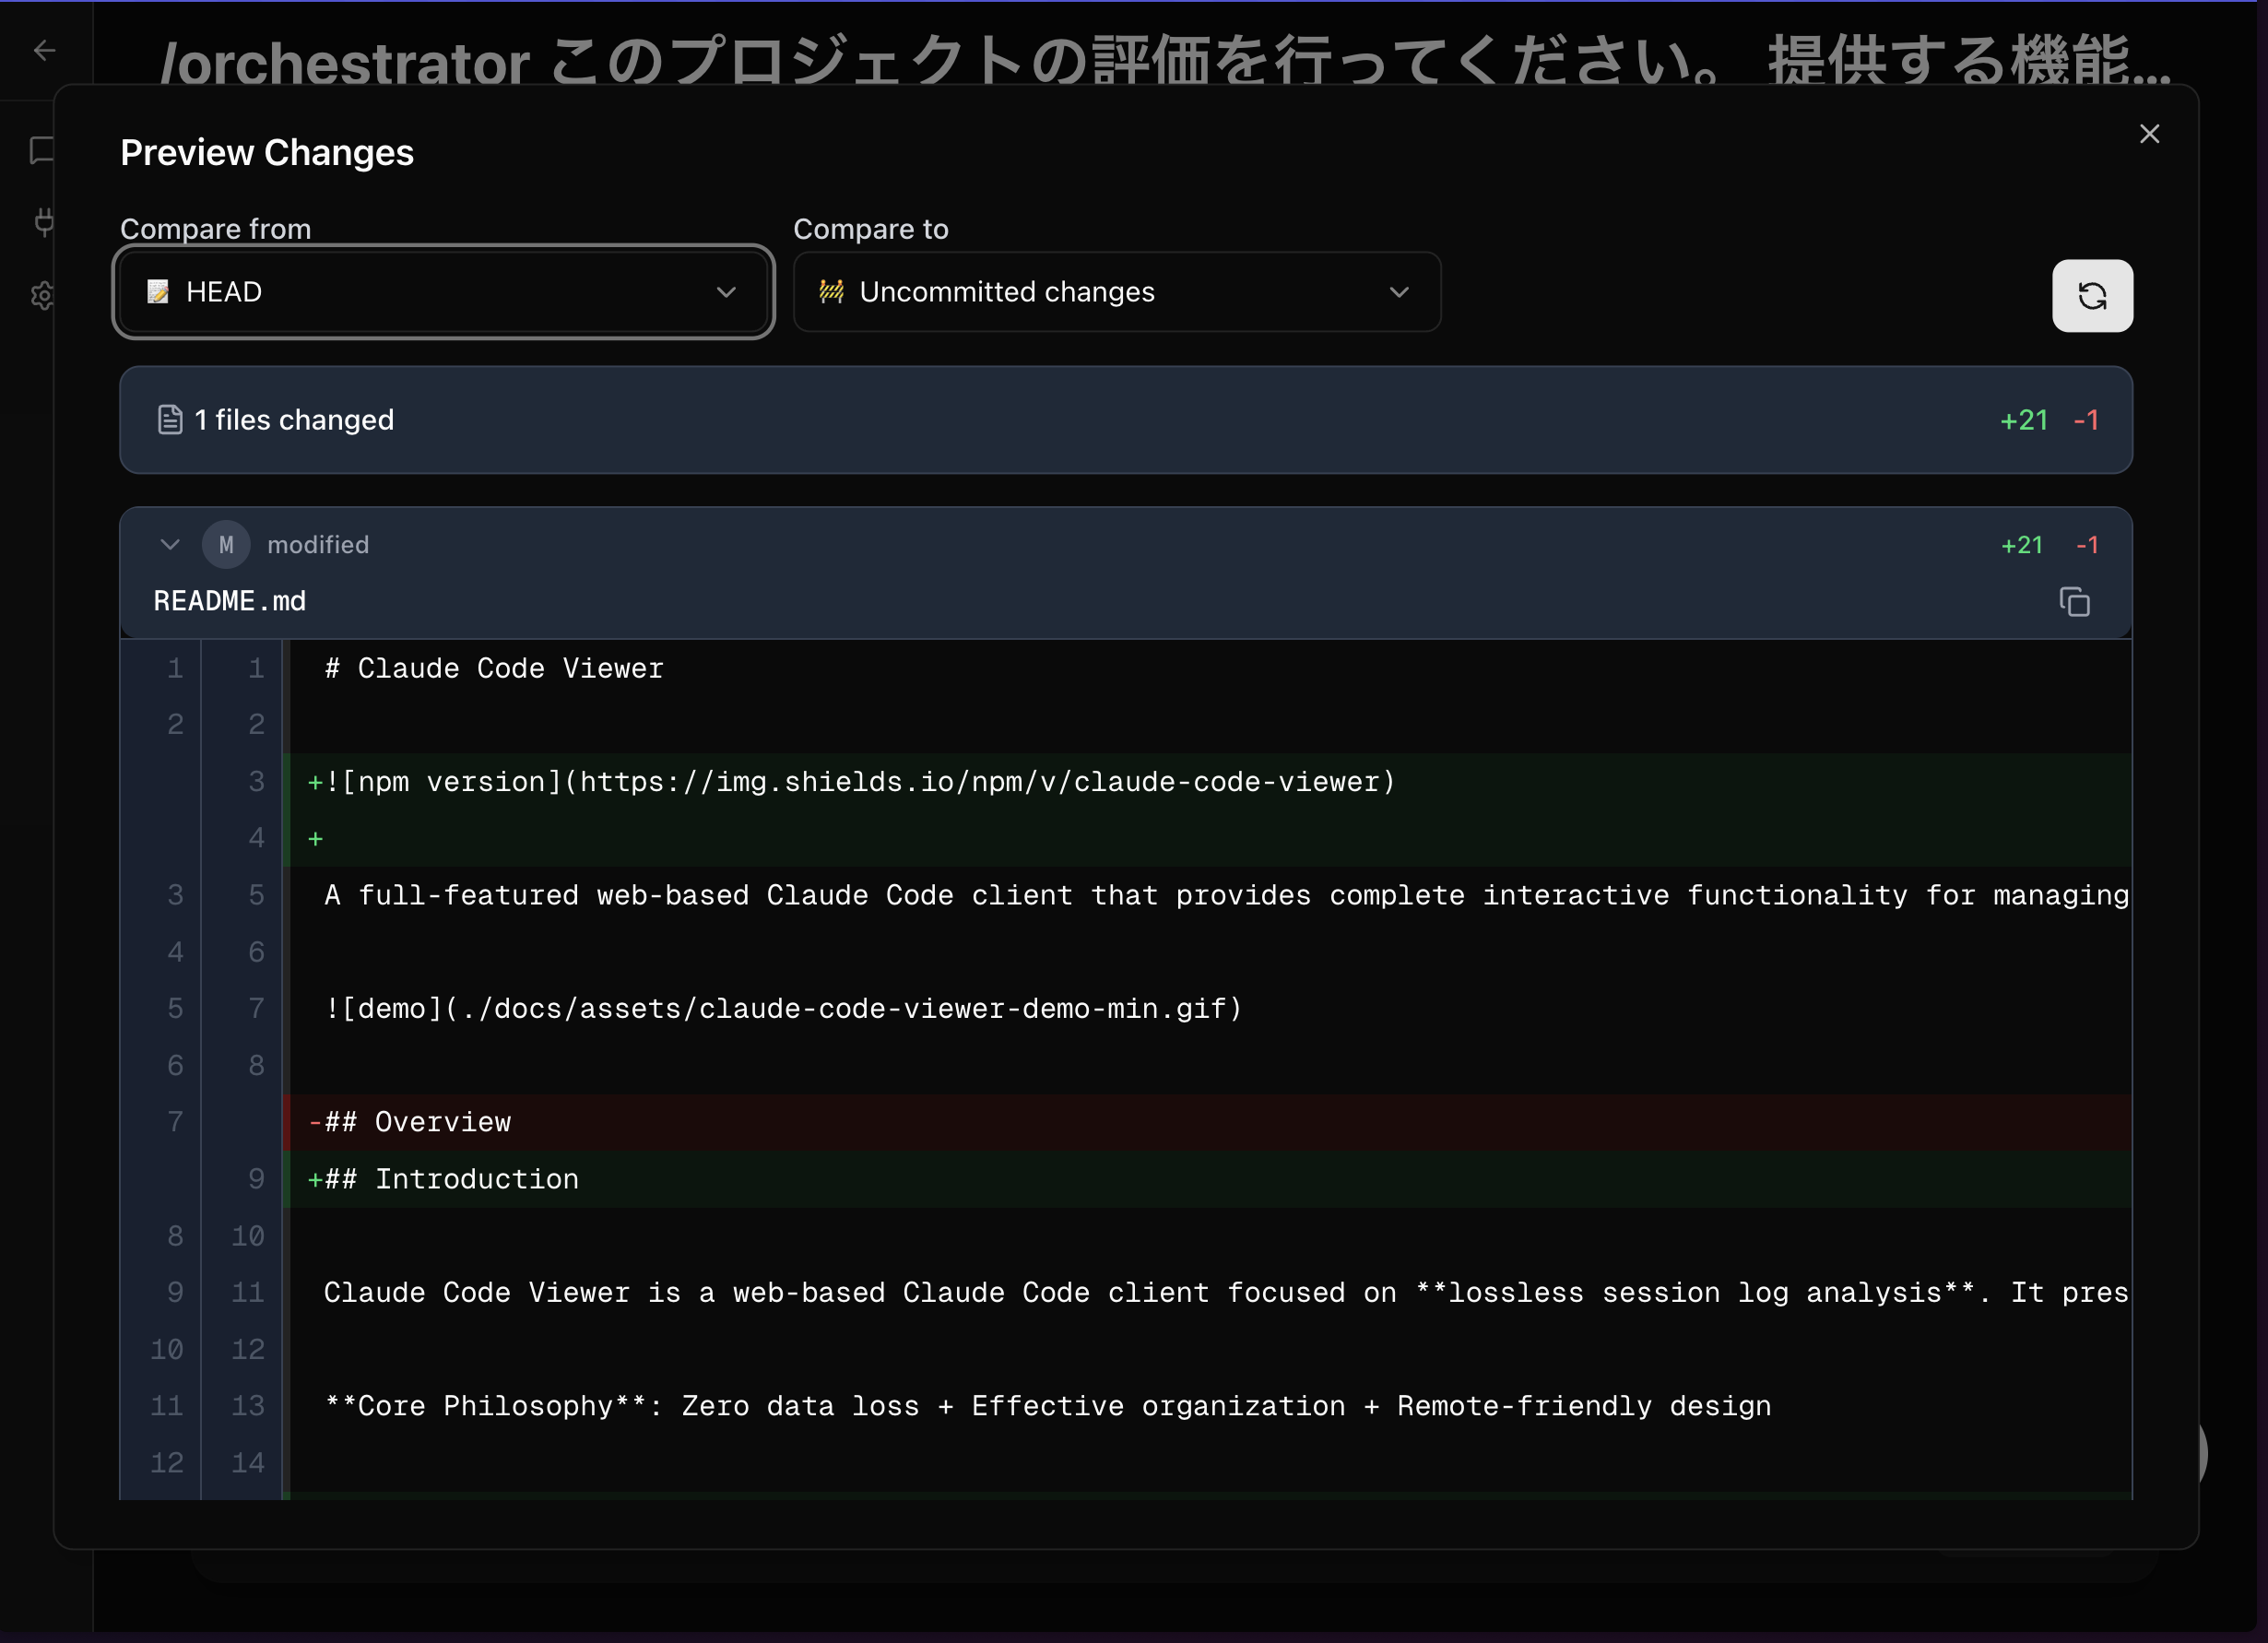 /orchestrator このプロジェクトの評価を行ってください。 提供する機能...
Preview Changes
Compare from
Compare to
HEAD
Uncommitted changes
1 files changed
+21 -1
M modified
+21 -1
README.md
1 1 # Claude Code Viewer
2 2
3 +![npm version](https://img.shields.io/npm/v/claude-code-viewer)
4 +
3 5 A full-featured web-based Claude Code client that provides complete interactive functionality for managing
4 6
5 7 ![demo](./docs/assets/claude-code-viewer-demo-min.gif)
6 8
7 -## Overview
9 +## Introduction
8 10
9 11 Claude Code Viewer is a web-based Claude Code client focused on **lossless session log analysis**. It pres
10 12
11 13 **Core Philosophy**: Zero data loss + Effective organization + Remote-friendly design
12 14